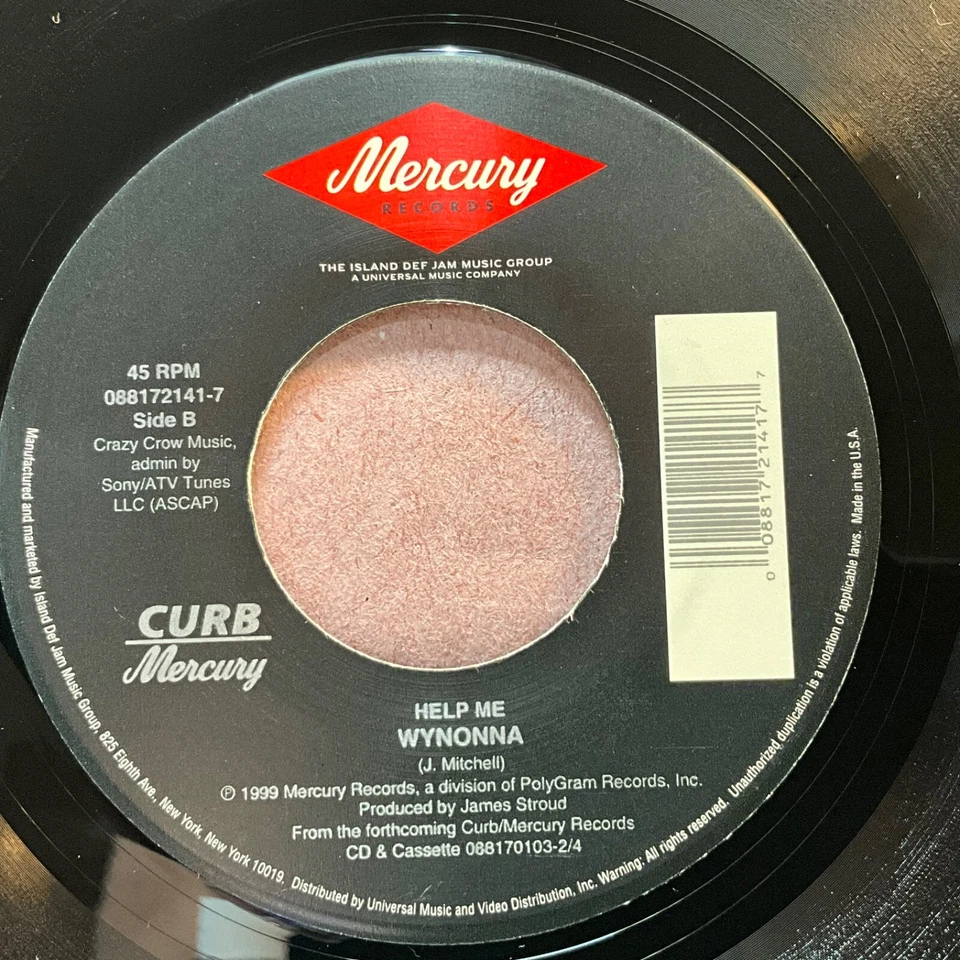 Mercury
RECORDS
THE ISLAND DEF JAM MUSIC GROUP
A UNIVERSAL MUSIC COMPANY
45 RPM
088172141-7
Side B
Crazy Crow Music,
admin by
Sony/ATV Tunes
LLC (ASCAP)
0 08817 21417 7
CURB
Mercury
HELP ME
WYNONNA
(J. Mitchell)
℗ 1999 Mercury Records, a division of PolyGram Records, Inc.
Produced by James Stroud
From the forthcoming Curb/Mercury Records
CD & Cassette 088170103-2/4
Manufactured and marketed by Island Def Jam Music Group, 825 Eighth Ave., New York, New York 10019. Distributed by Universal Music and Video Distribution, Inc. Warning: All rights reserved. Unauthorized duplication is a violation of applicable laws. Made in the U.S.A.